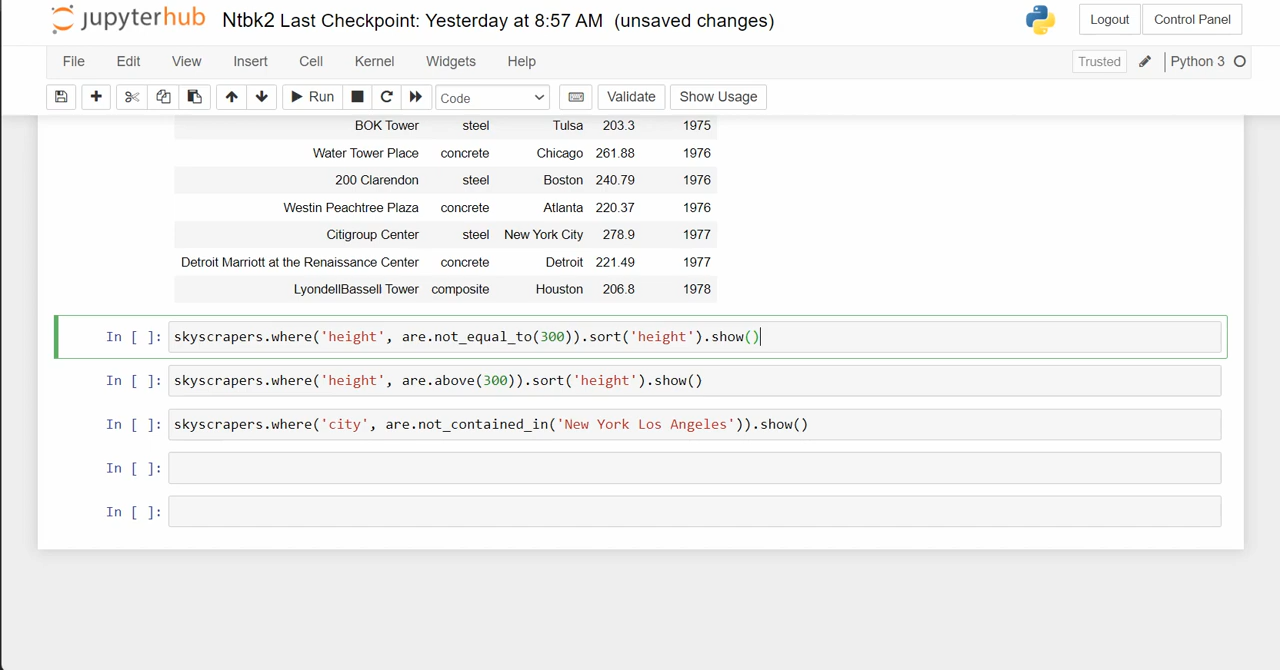 jupyterhub Ntbk2 Last Checkpoint: Yesterday at 8:57 AM (unsaved changes) Logout Control Panel
File Edit View Insert Cell Kernel Widgets Help Trusted Python 3
Run Code Validate Show Usage
BOK Tower steel Tulsa 203.3 1975
Water Tower Place concrete Chicago 261.88 1976
200 Clarendon steel Boston 240.79 1976
Westin Peachtree Plaza concrete Atlanta 220.37 1976
Citigroup Center steel New York City 278.9 1977
Detroit Marriott at the Renaissance Center concrete Detroit 221.49 1977
LyondellBassell Tower composite Houston 206.8 1978
In [ ]: skyscrapers.where('height', are.not_equal_to(300)).sort('height').show()
In [ ]: skyscrapers.where('height', are.above(300)).sort('height').show()
In [ ]: skyscrapers.where('city', are.not_contained_in('New York Los Angeles')).show()
In [ ]:
In [ ]: